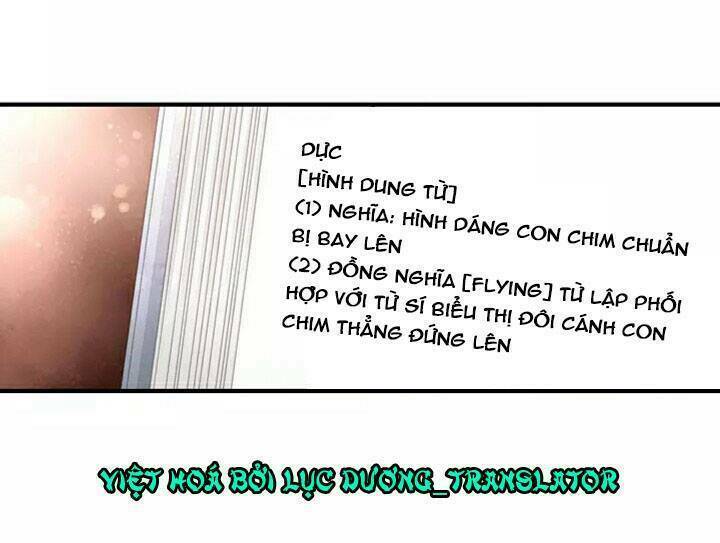 DỰC
[HÌNH DUNG TỪ]
(1) NGHĨA: HÌNH DÁNG CON CHIM CHUẨN
BỊ BAY LÊN
(2) ĐỒNG NGHĨA [FLYING] TỪ LẬP PHỐI
HỢP VỚI TỪ SÍ BIỂU THỊ ĐÔI CÁNH CON
CHIM THẲNG ĐỨNG LÊN
VIỆT HOÁ BỞI LỤC DƯƠNG_TRANSLATOR